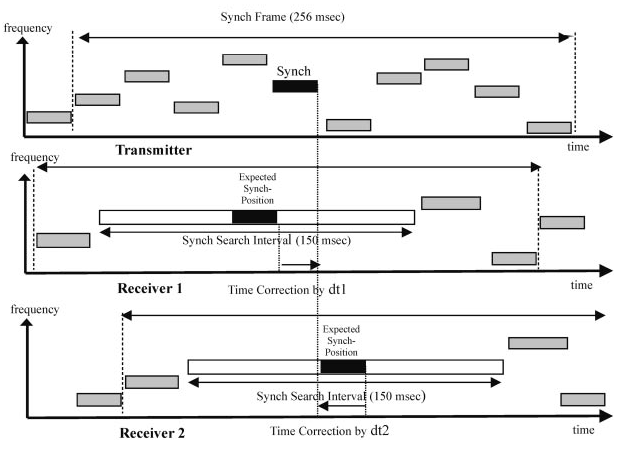 Synch Frame (256 msec)
frequency
Synch
Transmitter
time
frequency
Expected
Synch-
Position
Synch Search Interval (150 msec)
Receiver 1
Time Correction by dt1
time
frequency
Expected
Synch-
Position
Synch Search Interval (150 msec)
Receiver 2
Time Correction by dt2
time